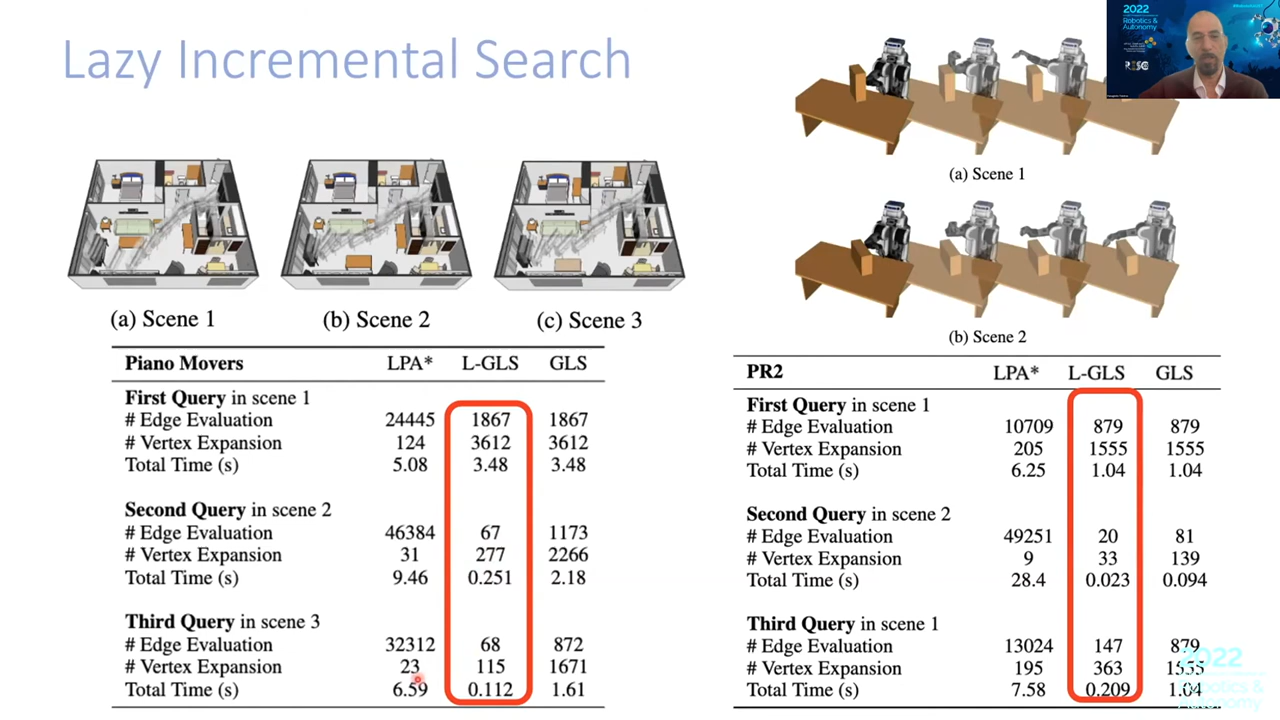 Lazy Incremental Search
2022
Robotics &
Autonomy
(a) Scene 1
(b) Scene 2
(a) Scene 1
(b) Scene 2
(c) Scene 3
Piano Movers LPA* L-GLS GLS
First Query in scene 1
# Edge Evaluation 24445 1867 1867
# Vertex Expansion 124 3612 3612
Total Time (s) 5.08 3.48 3.48
Second Query in scene 2
# Edge Evaluation 46384 67 1173
# Vertex Expansion 31 277 2266
Total Time (s) 9.46 0.251 2.18
Third Query in scene 3
# Edge Evaluation 32312 68 872
# Vertex Expansion 23 115 1671
Total Time (s) 6.59 0.112 1.61
PR2 LPA* L-GLS GLS
First Query in scene 1
# Edge Evaluation 10709 879 879
# Vertex Expansion 205 1555 1555
Total Time (s) 6.25 1.04 1.04
Second Query in scene 2
# Edge Evaluation 49251 20 81
# Vertex Expansion 9 33 139
Total Time (s) 28.4 0.023 0.094
Third Query in scene 1
# Edge Evaluation 13024 147 879
# Vertex Expansion 195 363 1555
Total Time (s) 7.58 0.209 1.04
2022
Robotics &
Autonomy